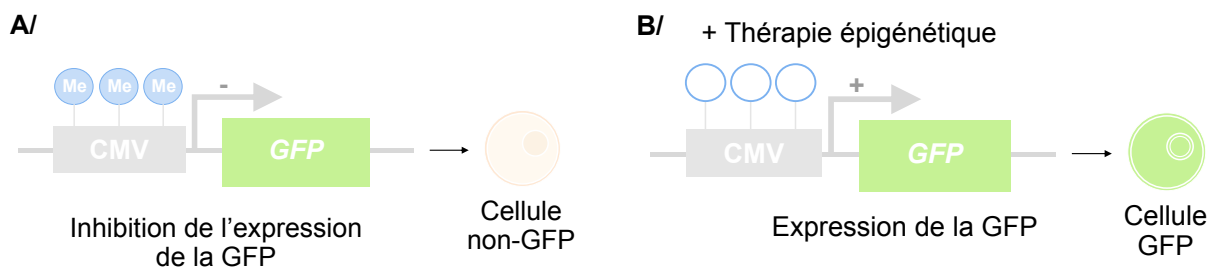 A/
Me Me Me
-
CMV
GFP
Inhibition de l'expression
de la GFP
Cellule
non-GFP
B/
+ Thérapie épigénétique
+
CMV
GFP
Expression de la GFP
Cellule
GFP